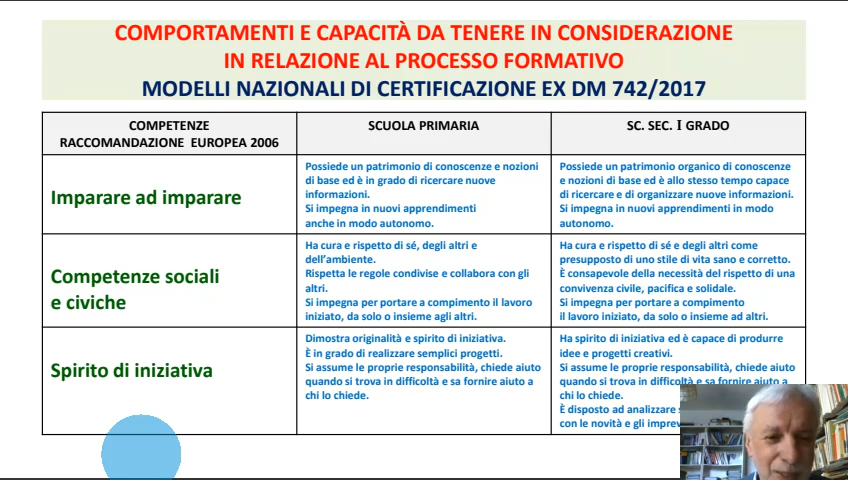 COMPORTAMENTI E CAPACITÀ DA TENERE IN CONSIDERAZIONE
IN RELAZIONE AL PROCESSO FORMATIVO
MODELLI NAZIONALI DI CERTIFICAZIONE EX DM 742/2017
COMPETENZE
RACCOMANDAZIONE EUROPEA 2006
SCUOLA PRIMARIA
SC. SEC. I GRADO
Imparare ad imparare
Possiede un patrimonio di conoscenze e nozioni
di base ed è in grado di ricercare nuove
informazioni.
Si impegna in nuovi apprendimenti
anche in modo autonomo.
Possiede un patrimonio organico di conoscenze
e nozioni di base ed è allo stesso tempo capace
di ricercare e di organizzare nuove informazioni.
Si impegna in nuovi apprendimenti in modo
autonomo.
Competenze sociali
e civiche
Ha cura e rispetto di sé, degli altri e
dell'ambiente.
Rispetta le regole condivise e collabora con gli
altri.
Si impegna per portare a compimento il lavoro
iniziato, da solo o insieme agli altri.
Ha cura e rispetto di sé e degli altri come
presupposto di uno stile di vita sano e corretto.
È consapevole della necessità del rispetto di una
convivenza civile, pacifica e solidale.
Si impegna per portare a compimento
il lavoro iniziato, da solo o insieme ad altri.
Spirito di iniziativa
Dimostra originalità e spirito di iniziativa.
È in grado di realizzare semplici progetti.
Si assume le proprie responsabilità, chiede aiuto
quando si trova in difficoltà e sa fornire aiuto a
chi lo chiede.
Ha spirito di iniziativa ed è capace di produrre
idee e progetti creativi.
Si assume le proprie responsabilità, chiede aiuto
quando si trova in difficoltà e sa fornire aiuto a
chi lo chiede.
È disposto ad analizzare
con le novità e gli